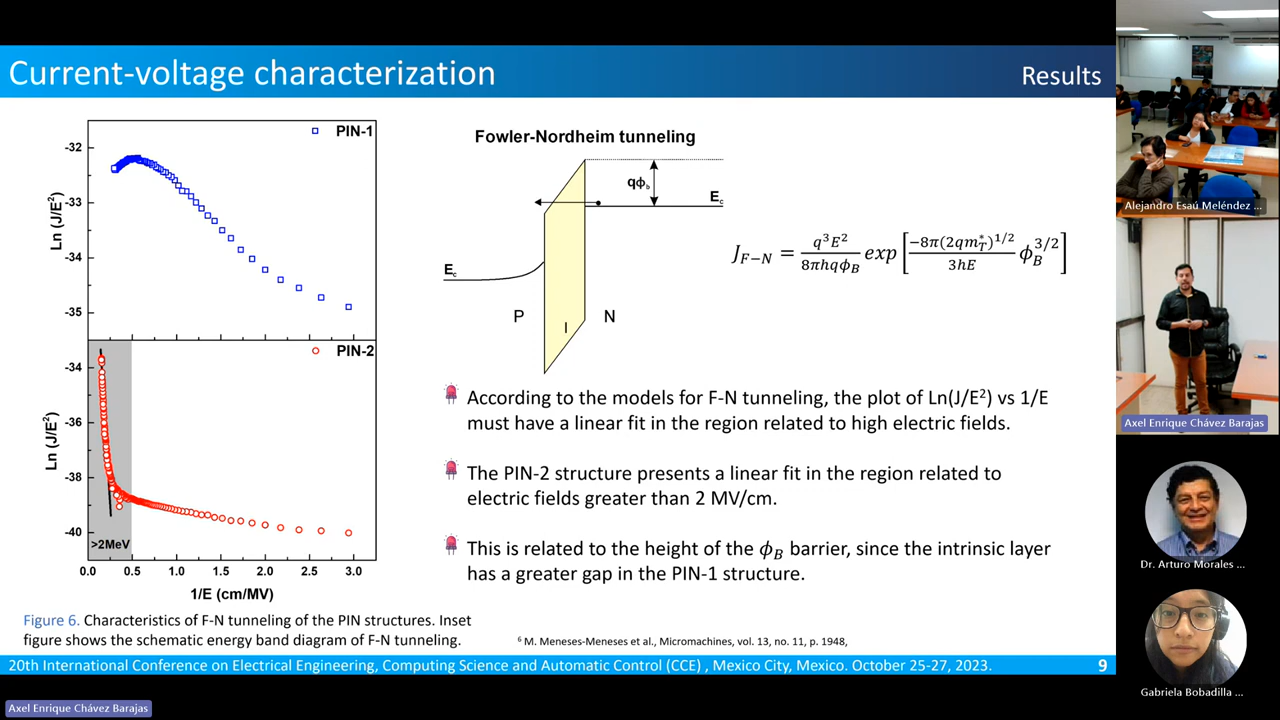 Current-voltage characterization
Results
PIN-1
-32
-33
-34
-35
Ln (J/E²)
PIN-2
-34
-36
-38
-40
Ln (J/E²)
>2MeV
0.0 0.5 1.0 1.5 2.0 2.5 3.0
1/E (cm/MV)
Fowler-Nordheim tunneling
qϕb
Ec
Ec
P
I
N
J_{F−N} = \frac{q^3E^2}{8πhqϕ_B} exp[\frac{−8π(2qm_T^*)^{1/2}}{3hE} ϕ_B^{3/2}]
According to the models for F-N tunneling, the plot of Ln(J/E²) vs 1/E
must have a linear fit in the region related to high electric fields.
The PIN-2 structure presents a linear fit in the region related to
electric fields greater than 2 MV/cm.
This is related to the height of the ϕ_B barrier, since the intrinsic layer
has a greater gap in the PIN-1 structure.
Figure 6. Characteristics of F-N tunneling of the PIN structures. Inset
figure shows the schematic energy band diagram of F-N tunneling.
⁶ M. Meneses-Meneses et al., Micromachines, vol. 13, no. 11, p. 1948,
20th International Conference on Electrical Engineering, Computing Science and Automatic Control (CCE) , Mexico City, Mexico. October 25-27, 2023.
9
Axel Enrique Chávez Barajas
Alejandro Esaú Meléndez ...
Axel Enrique Chávez Barajas
Dr. Arturo Morales ...
Gabriela Bobadilla ...